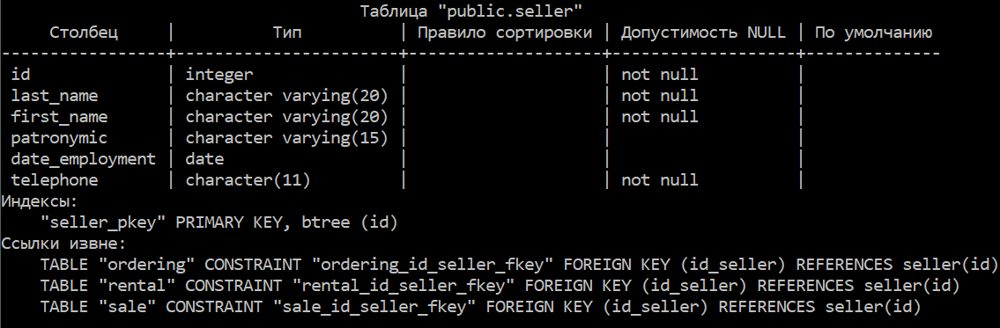 Таблица "public.seller"
Столбец | Тип | Правило сортировки | Допустимость NULL | По умолчанию
-----------------+-----------------------+--------------------+-------------------+--------------
id | integer | | not null |
last_name | character varying(20) | | not null |
first_name | character varying(20) | | not null |
patronymic | character varying(15) | | |
date_employment | date | | |
telephone | character(11) | | not null |
Индексы:
"seller_pkey" PRIMARY KEY, btree (id)
Ссылки извне:
TABLE "ordering" CONSTRAINT "ordering_id_seller_fkey" FOREIGN KEY (id_seller) REFERENCES seller(id)
TABLE "rental" CONSTRAINT "rental_id_seller_fkey" FOREIGN KEY (id_seller) REFERENCES seller(id)
TABLE "sale" CONSTRAINT "sale_id_seller_fkey" FOREIGN KEY (id_seller) REFERENCES seller(id)